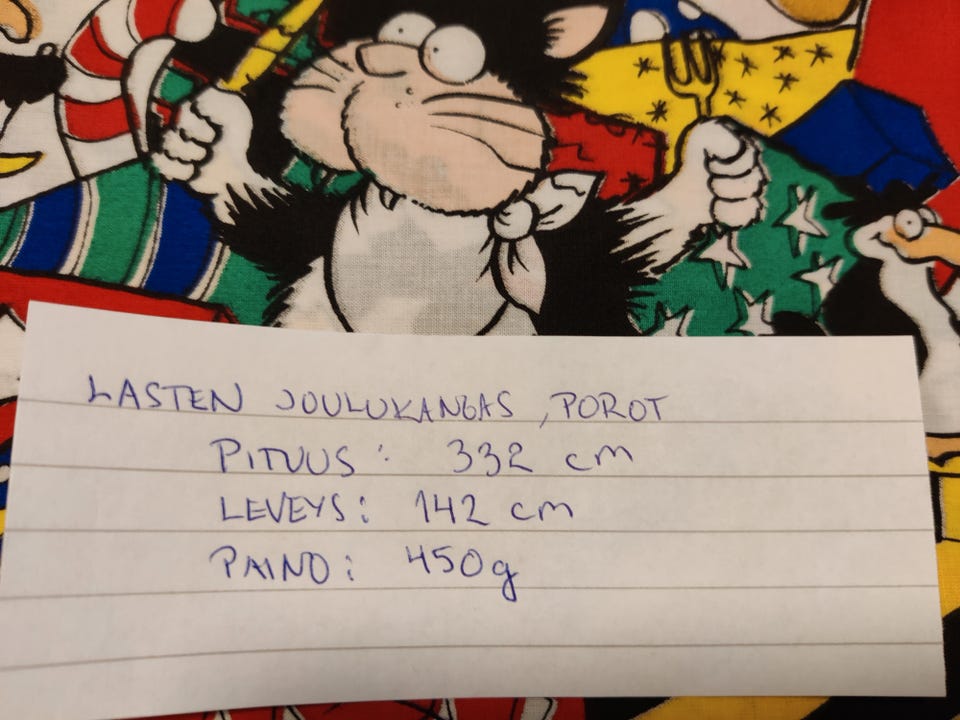 LASTEN JOULUKANGAS, POROT
PITUUS: 332 cm
LEVEYS: 142 cm
PAINO: 450g